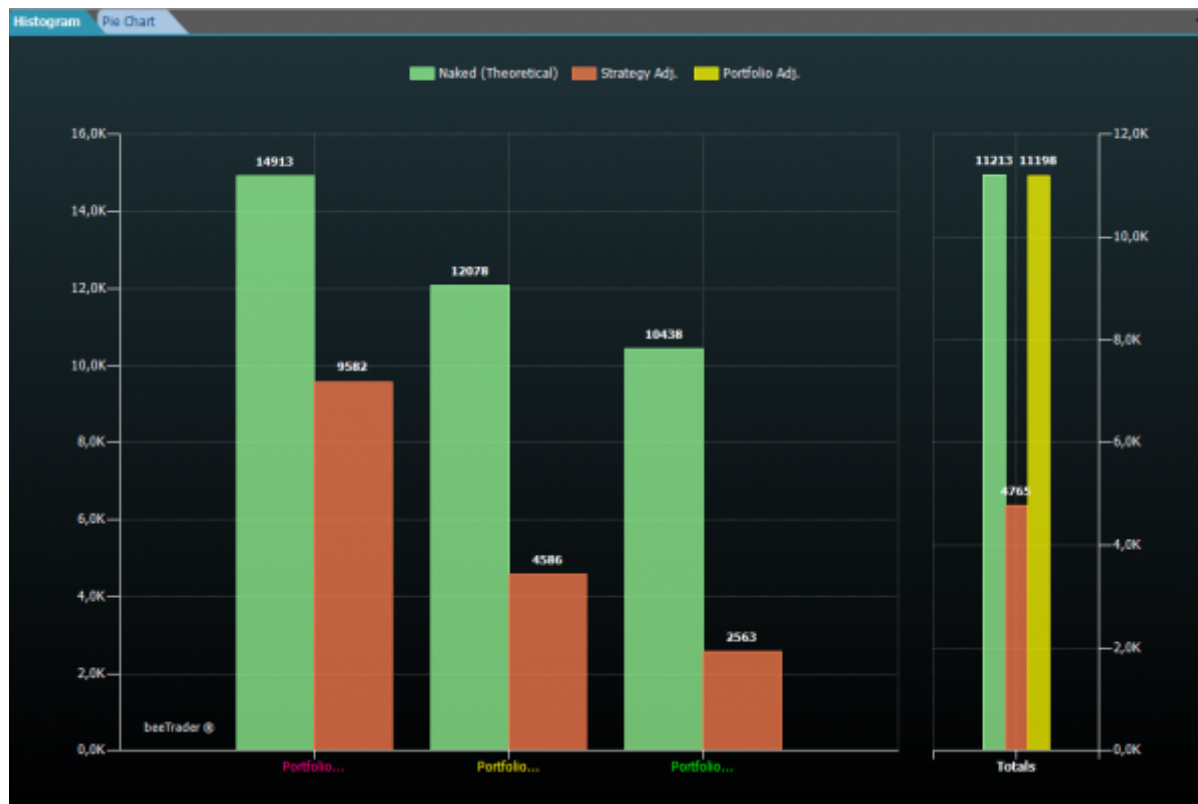 Histogram Pie Chart
Naked (Theoretical) Strategy Adj. Portfolio Adj.
16,0K 12,0K
14913 11213 11198
14,0K
10,0K
12078
12,0K
10438
8,0K
9582
10,0K
8,0K
6,0K
4765
6,0K
4586
4,0K
4,0K
2563
2,0K
2,0K
beeTrader ®
0,0K 0,0K
Portfolio... Portfolio... Portfolio... Totals